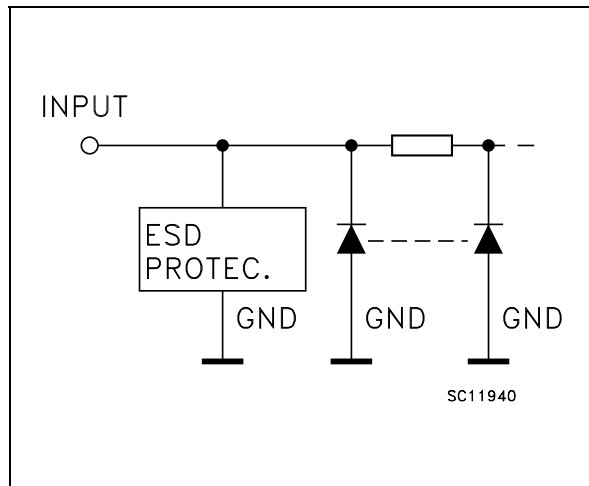 INPUT
ESD
PROTEC.
GND
GND
GND
SC11940